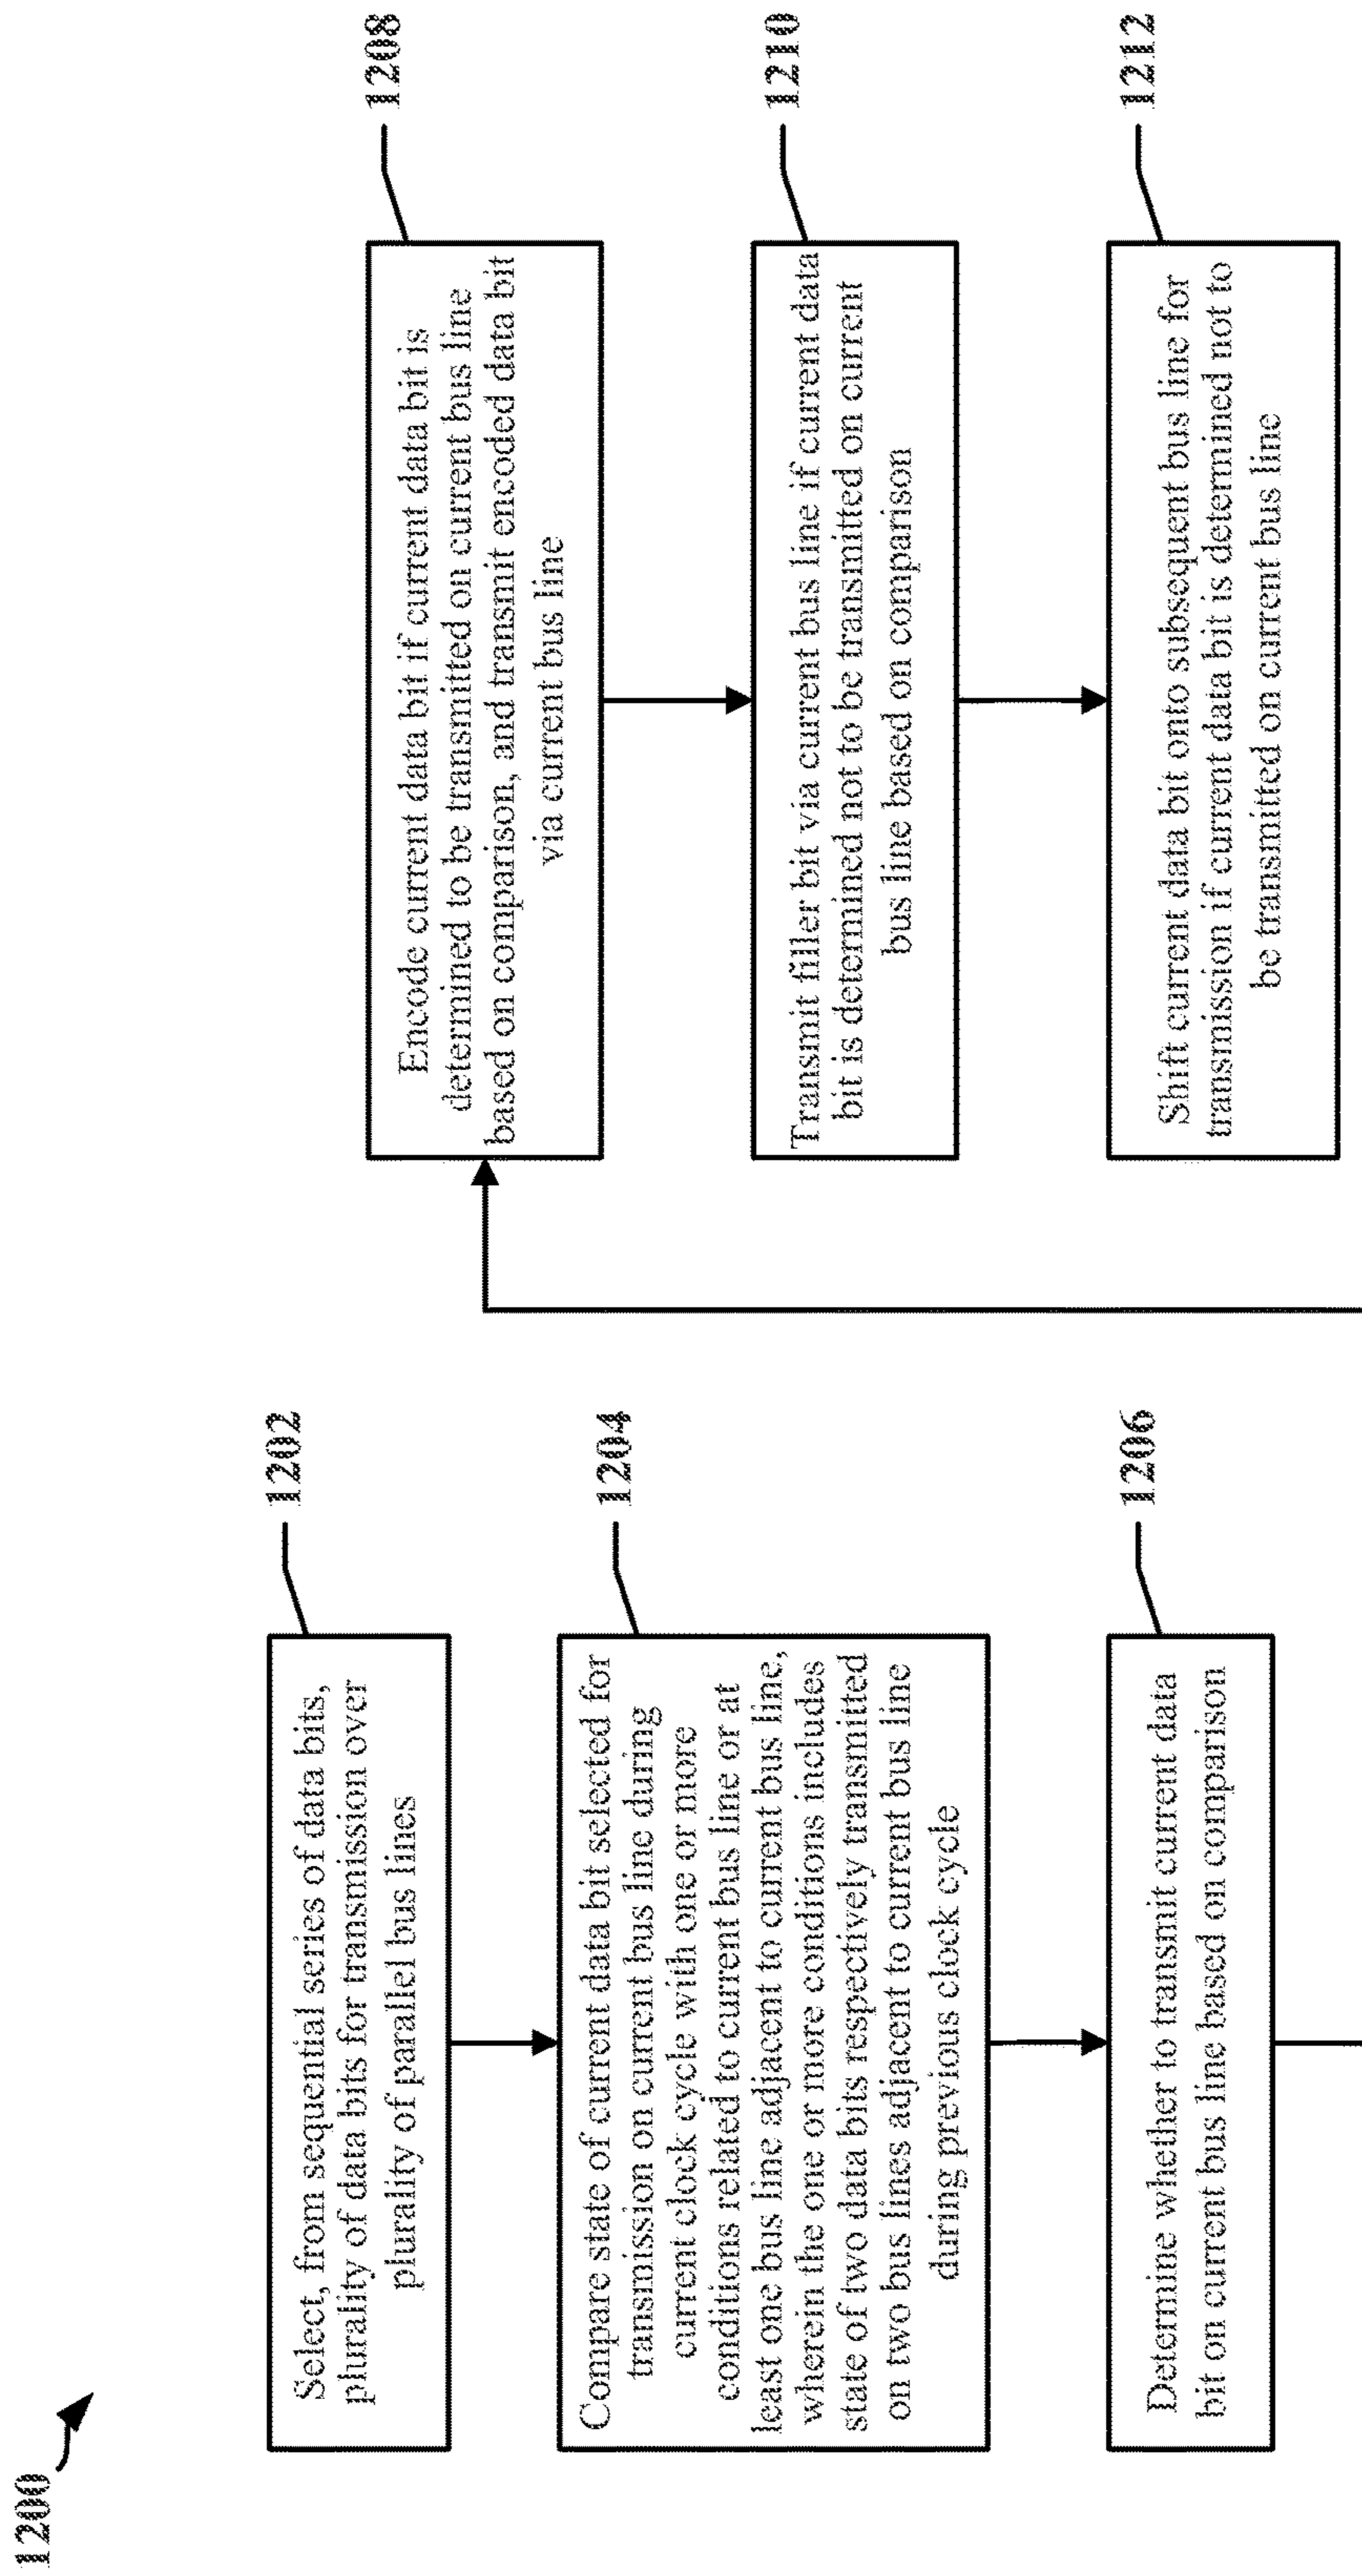 1200
1202
Select, from sequential series of data bits,
plurality of data bits for transmission over
plurality of parallel bus lines
1204
Compare state of current data bit selected for
transmission on current bus line during
current clock cycle with one or more
conditions related to current bus line or at
least one bus line adjacent to current bus line,
wherein the one or more conditions includes
state of two data bits respectively transmitted
on two bus lines adjacent to current bus line
during previous clock cycle
1206
Determine whether to transmit current data
bit on current bus line based on comparison
1208
Encode current data bit if current data bit is
determined to be transmitted on current bus line
based on comparison, and transmit encoded data bit
via current bus line
1210
Transmit filler bit via current bus line if current data
bit is determined not to be transmitted on current
bus line based on comparison
1212
Shift current data bit onto subsequent bus line for
transmission if current data bit is determined not to
be transmitted on current bus line